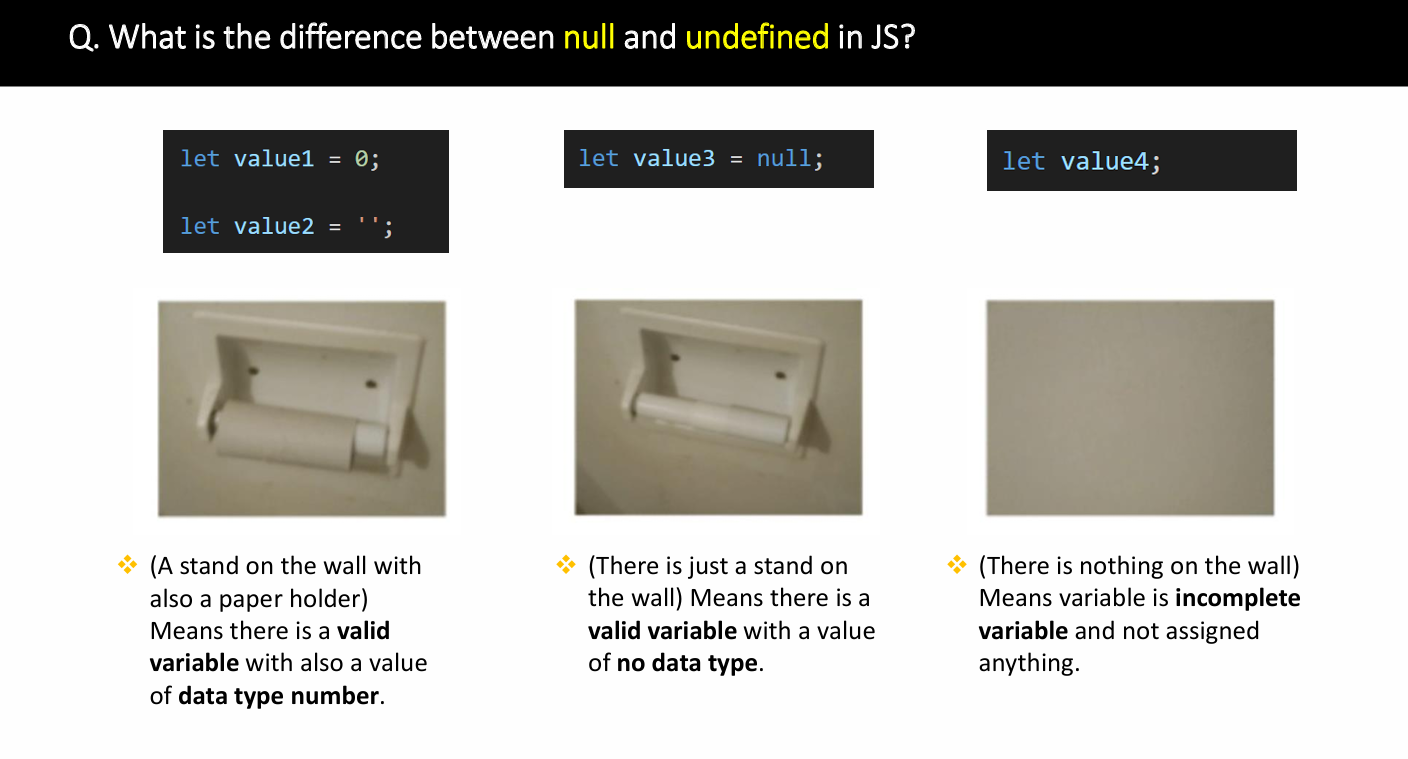 Q. What is the difference between null and undefined in JS?
let value1 = 0;
let value2 = '';
let value3 = null;
let value4;
(A stand on the wall with
also a paper holder)
Means there is a valid
variable with also a value
of data type number.
(There is just a stand on
the wall) Means there is a
valid variable with a value
of no data type.
(There is nothing on the wall)
Means variable is incomplete
variable and not assigned
anything.